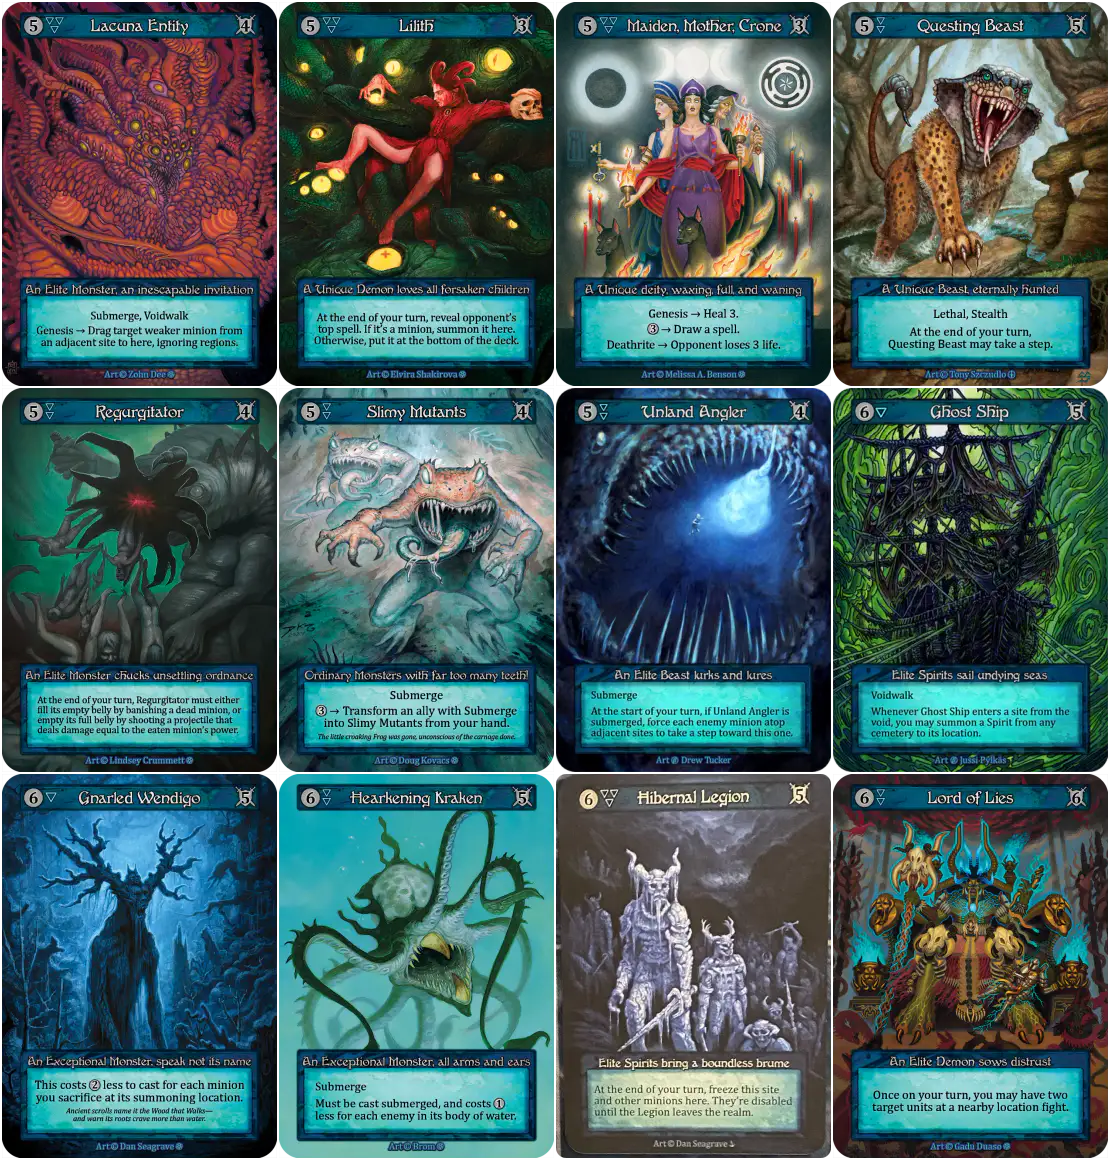 5 Lacuna Entity 4
An Elite Monster, an inescapable invitation
Submerge, Voidwalk
Genesis → Drag target weaker minion from
an adjacent site to here, ignoring regions.
Art © Zolin Dee
5 Lilith 3
A Unique Demon loves all forsaken children
At the end of your turn, reveal opponent's
top spell. If it's a minion, summon it here.
Otherwise, put it at the bottom of the deck.
Art © Elvira Shakirova
5 Maiden, Mother, Crone 3
A Unique deity, waxing, full, and waning
Genesis → Heal 3.
③ → Draw a spell.
Deathrite → Opponent loses 3 life.
Art © Melissa A. Benson
5 Questing Beast 5
A Unique Beast, eternally hunted
Lethal, Stealth
At the end of your turn,
Questing Beast may take a step.
Art © Tony Szczudlo
5 Regurgitator 4
An Elite Monster chucks unsettling ordnance
At the end of your turn, Regurgitator must either
fill its empty belly by banishing a dead minion, or
empty its full belly by shooting a projectile that
deals damage equal to the eaten minion's power.
Art © Lindsey Crummett
5 Slimy Mutants 4
Ordinary Monsters with far too many teeth!
Submerge
③ → Transform an ally with Submerge
into Slimy Mutants from your hand.
The little croaking Frog was gone, unconscious of the carnage done.
Art © Doug Kovacs
5 Unland Angler 4
An Elite Beast lurks and lures
Submerge
At the start of your turn, if Unland Angler is
submerged, force each enemy minion atop
adjacent sites to take a step toward this one.
Art Drew Tucker
6 Ghost Ship 5
Elite Spirits sail undying seas
Voidwalk
Whenever Ghost Ship enters a site from the
void, you may summon a Spirit from any
cemetery to its location.
Art Jussi Pylkäs
6 Gnarled Wendigo 5
An Exceptional Monster, speak not its name
This costs ② less to cast for each minion
you sacrifice at its summoning location.
Ancient scrolls name it the Wood that Walks—
and warn its roots crave more than water.
Art © Dan Seagrave
6 Hearkening Kraken 5
An Exceptional Monster, all arms and ears
Submerge
Must be cast submerged, and costs ①
less for each enemy in its body of water.
Art © Brom
6 Hibernal Legion 5
Elite Spirits bring a boundless brume
At the end of your turn, freeze this site
and other minions here. They're disabled
until the Legion leaves the realm.
Art © Dan Seagrave
6 Lord of Lies 6
An Elite Demon sows distrust
Once on your turn, you may have two
target units at a nearby location fight.
Art © Gadu Duaso